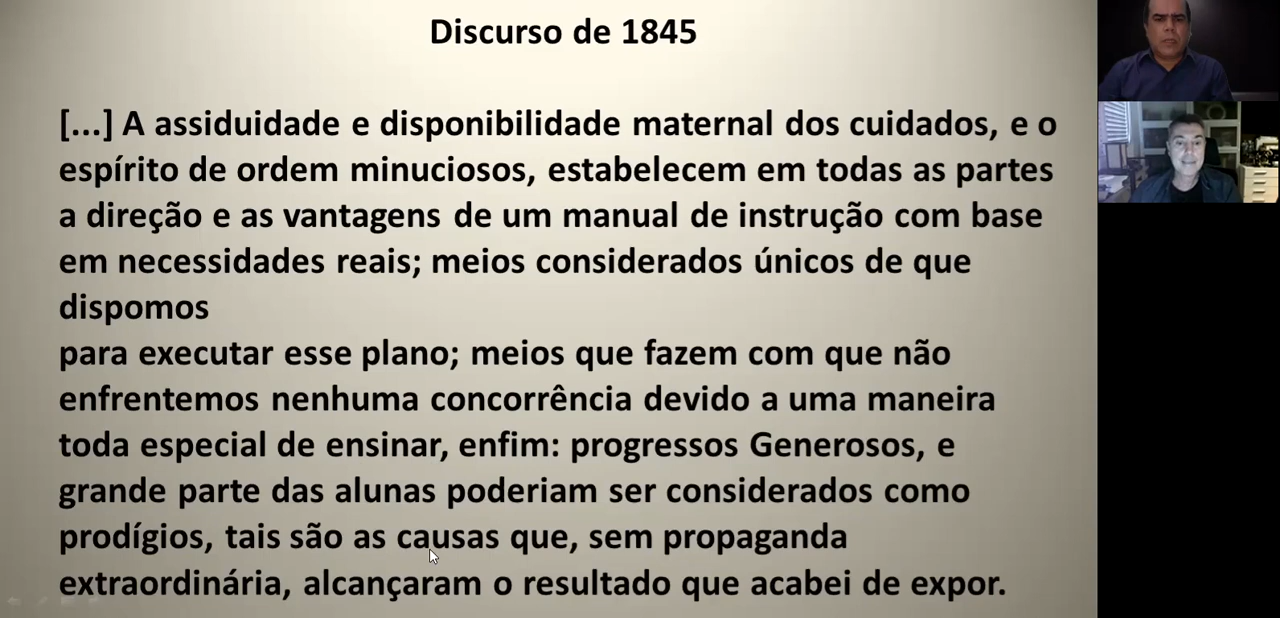 Discurso de 1845
[...] A assiduidade e disponibilidade maternal dos cuidados, e o
espírito de ordem minuciosos, estabelecem em todas as partes
a direção e as vantagens de um manual de instrução com base
em necessidades reais; meios considerados únicos de que
dispomos
para executar esse plano; meios que fazem com que não
enfrentemos nenhuma concorrência devido a uma maneira
toda especial de ensinar, enfim: progressos Generosos, e
grande parte das alunas poderiam ser considerados como
prodígios, tais são as causas que, sem propaganda
extraordinária, alcançaram o resultado que acabei de expor.